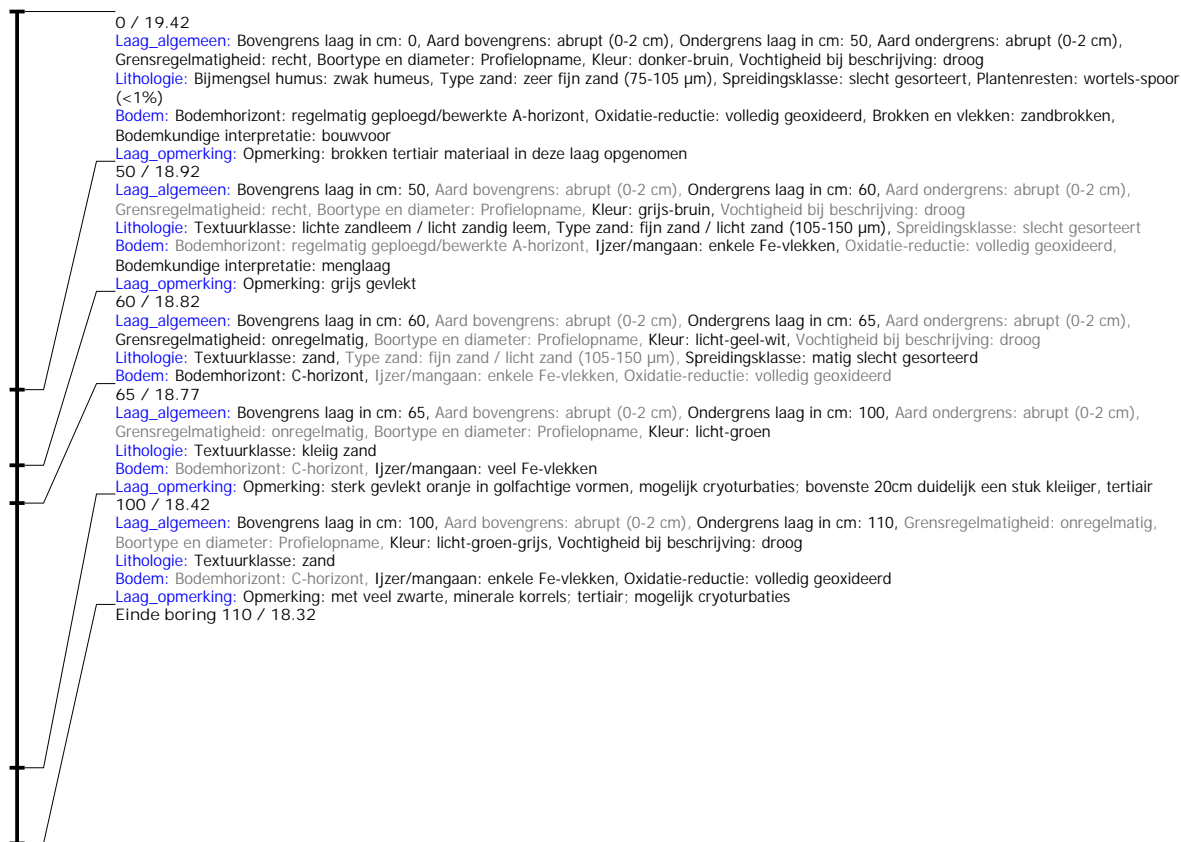 0 / 19.42
Laag_algemeen: Bovengrens laag in cm: 0, Aard bovengrens: abrupt (0-2 cm), Ondergrens laag in cm: 50, Aard ondergrens: abrupt (0-2 cm),
Grensregelmatigheid: recht, Boortype en diameter: Profielopname, Kleur: donker-bruin, Vochtigheid bij beschrijving: droog
Lithologie: Bijmengsel humus: zwak humeus, Type zand: zeer fijn zand (75-105 µm), Spreidingsklasse: slecht gesorteert, Plantenresten: wortels-spoor
(<1%)
Bodem: Bodemhorizont: regelmatig geploegd/bewerkte A-horizont, Oxidatie-reductie: volledig geoxideerd, Brokken en vlekken: zandbrokken,
Bodemkundige interpretatie: bouwvoor
Laag_opmerking: Opmerking: brokken tertiair materiaal in deze laag opgenomen
50 / 18.92
Laag_algemeen: Bovengrens laag in cm: 50, Aard bovengrens: abrupt (0-2 cm), Ondergrens laag in cm: 60, Aard ondergrens: abrupt (0-2 cm),
Grensregelmatigheid: recht, Boortype en diameter: Profielopname, Kleur: grijs-bruin, Vochtigheid bij beschrijving: droog
Lithologie: Textuurklasse: lichte zandleem / licht zandig leem, Type zand: fijn zand / licht zand (105-150 µm), Spreidingsklasse: slecht gesorteert
Bodem: Bodemhorizont: regelmatig geploegd/bewerkte A-horizont, Ijzer/mangaan: enkele Fe-vlekken, Oxidatie-reductie: volledig geoxideerd,
Bodemkundige interpretatie: menglaag
Laag_opmerking: Opmerking: grijs gevlekt
60 / 18.82
Laag_algemeen: Bovengrens laag in cm: 60, Aard bovengrens: abrupt (0-2 cm), Ondergrens laag in cm: 65, Aard ondergrens: abrupt (0-2 cm),
Grensregelmatigheid: onregelmatig, Boortype en diameter: Profielopname, Kleur: licht-geel-wit, Vochtigheid bij beschrijving: droog
Lithologie: Textuurklasse: zand, Type zand: fijn zand / licht zand (105-150 µm), Spreidingsklasse: matig slecht gesorteerd
Bodem: Bodemhorizont: C-horizont, Ijzer/mangaan: enkele Fe-vlekken, Oxidatie-reductie: volledig geoxideerd
65 / 18.77
Laag_algemeen: Bovengrens laag in cm: 65, Aard bovengrens: abrupt (0-2 cm), Ondergrens laag in cm: 100, Aard ondergrens: abrupt (0-2 cm),
Grensregelmatigheid: onregelmatig, Boortype en diameter: Profielopname, Kleur: licht-groen
Lithologie: Textuurklasse: kleiig zand
Bodem: Bodemhorizont: C-horizont, Ijzer/mangaan: veel Fe-vlekken
Laag_opmerking: Opmerking: sterk gevlekt oranje in golfachtige vormen, mogelijk cryoturbaties; bovenste 20cm duidelijk een stuk kleiiger, tertiair
100 / 18.42
Laag_algemeen: Bovengrens laag in cm: 100, Aard bovengrens: abrupt (0-2 cm), Ondergrens laag in cm: 110, Grensregelmatigheid: onregelmatig,
Boortype en diameter: Profielopname, Kleur: licht-groen-grijs, Vochtigheid bij beschrijving: droog
Lithologie: Textuurklasse: zand
Bodem: Bodemhorizont: C-horizont, Ijzer/mangaan: enkele Fe-vlekken, Oxidatie-reductie: volledig geoxideerd
Laag_opmerking: Opmerking: met veel zwarte, minerale korrels; tertiair; mogelijk cryoturbaties
Einde boring 110 / 18.32